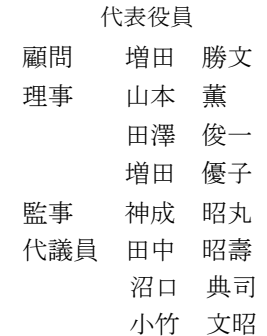 代表役員
顧問 増田 勝文
理事 山本 薫
田澤 俊一
増田 優子
監事 神成 昭丸
代議員 田中 昭壽
沼口 典司
小竹 文昭